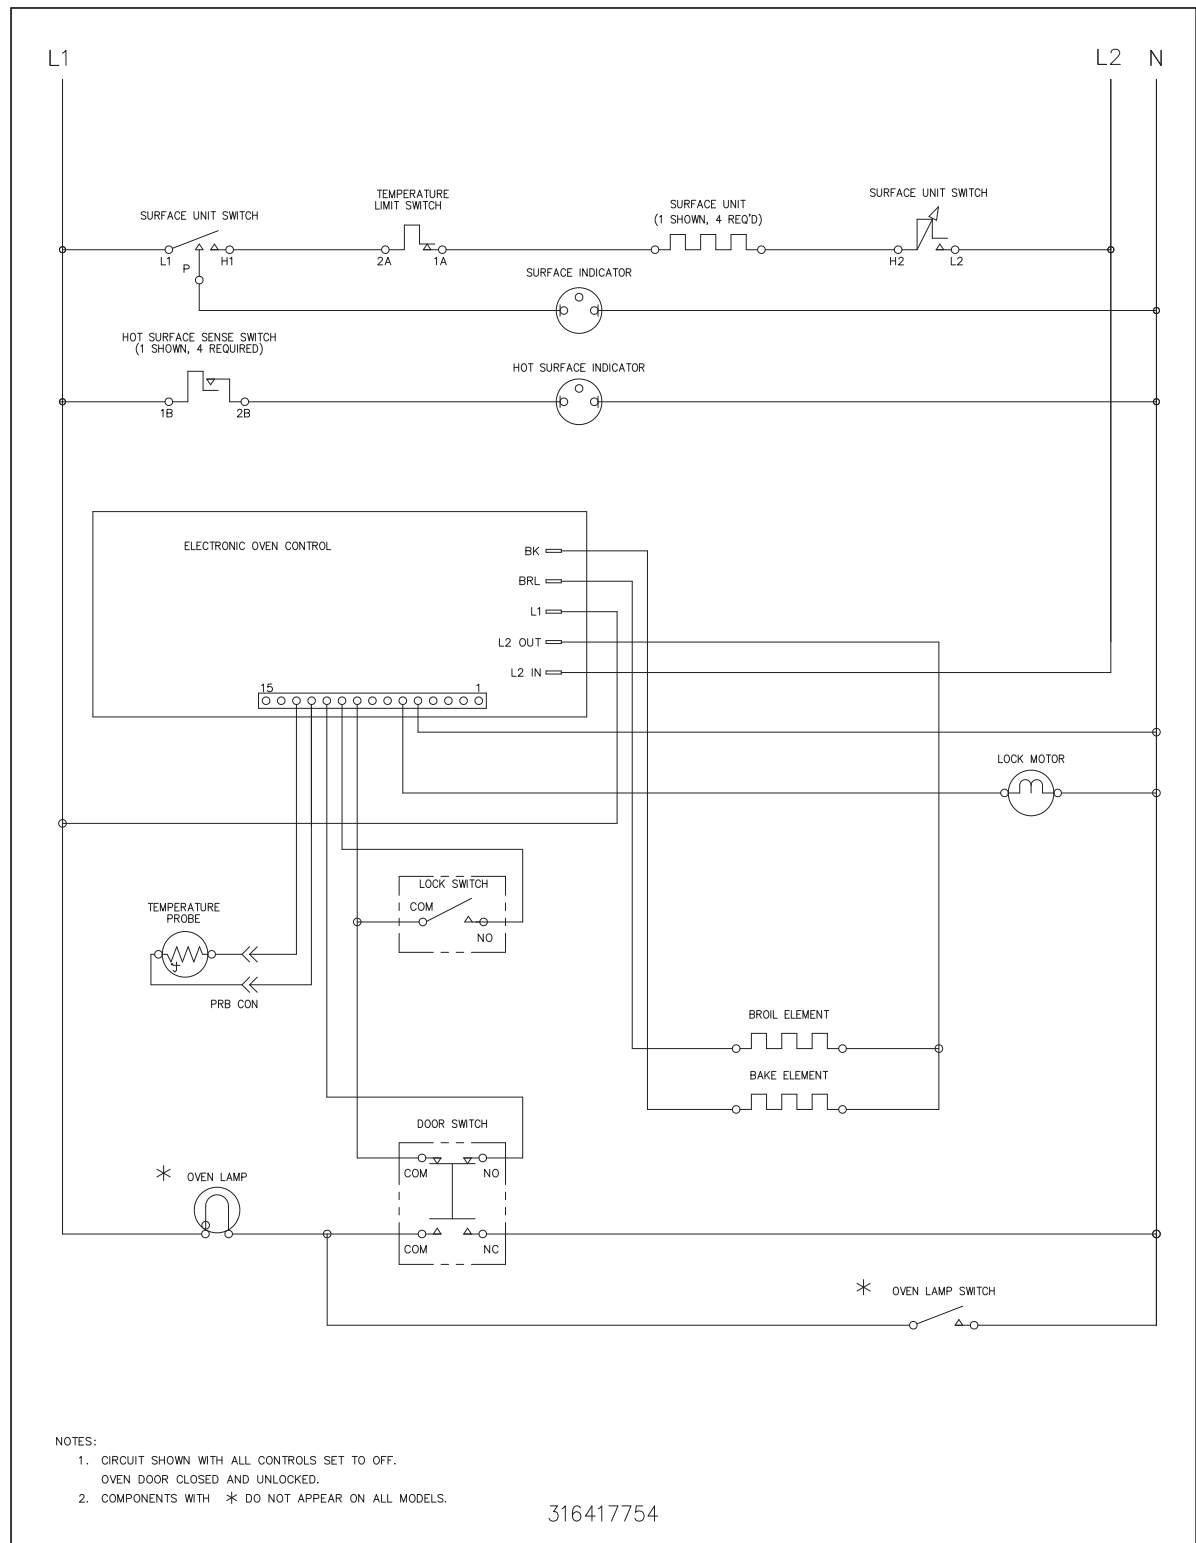 L1
L2 N
TEMPERATURE
LIMIT SWITCH
SURFACE UNIT SWITCH
SURFACE UNIT
(1 SHOWN, 4 REQ'D)
SURFACE UNIT SWITCH
L1
P
H1
2A
1A
H2
L2
SURFACE INDICATOR
HOT SURFACE SENSE SWITCH
(1 SHOWN, 4 REQUIRED)
HOT SURFACE INDICATOR
1B
2B
ELECTRONIC OVEN CONTROL
BK
BRL
L1
L2 OUT
L2 IN
15
1
LOCK MOTOR
LOCK SWITCH
COM
NO
TEMPERATURE
PROBE
PRB CON
BROIL ELEMENT
BAKE ELEMENT
DOOR SWITCH
COM
NO
* OVEN LAMP
COM
NC
* OVEN LAMP SWITCH
NOTES:
1. CIRCUIT SHOWN WITH ALL CONTROLS SET TO OFF.
OVEN DOOR CLOSED AND UNLOCKED.
2. COMPONENTS WITH * DO NOT APPEAR ON ALL MODELS.
316417754